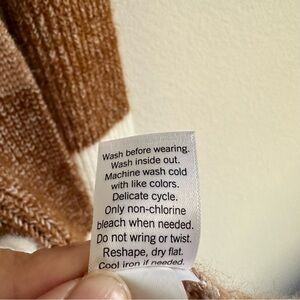 Wash before wearing.
Wash inside out.
Machine wash cold
with like colors.
Delicate cycle.
Only non-chlorine
bleach when needed.
Do not wring or twist.
Reshape, dry flat.
Cool iron if needed.